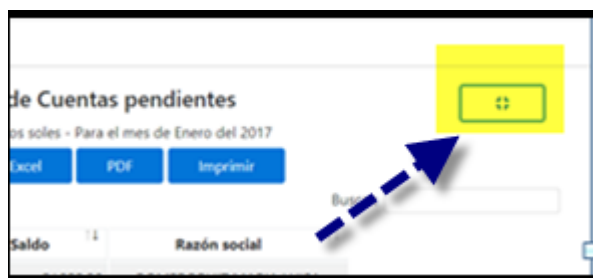 de Cuentas pendientes
os soles - Para el mes de Enero del 2017
Excel PDF Imprimir
Saldo Razón social